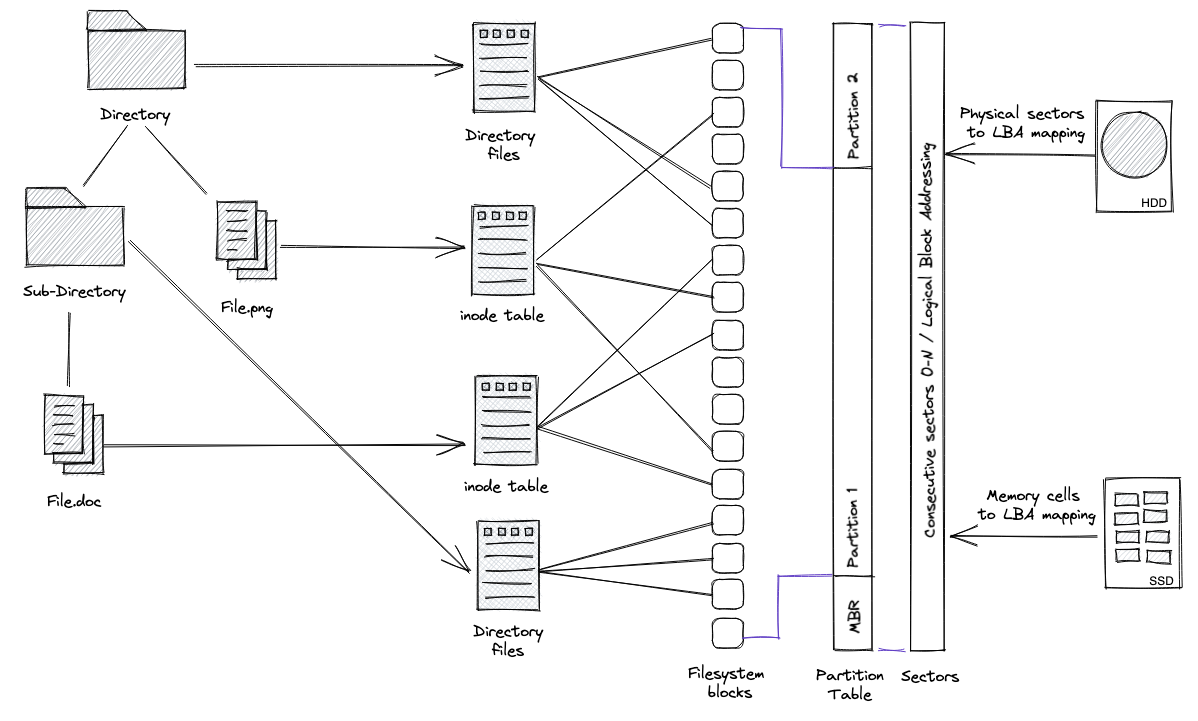 Directory
Sub-Directory
File.png
File.doc
Directory
files
inode table
inode table
Directory
files
Filesystem
blocks
Partition 2
Partition 1
MBR
Partition
Table
Consecutive sectors 0-N / Logical Block Addressing
Sectors
Physical sectors
to LBA mapping
HDD
Memory cells
to LBA mapping
SSD